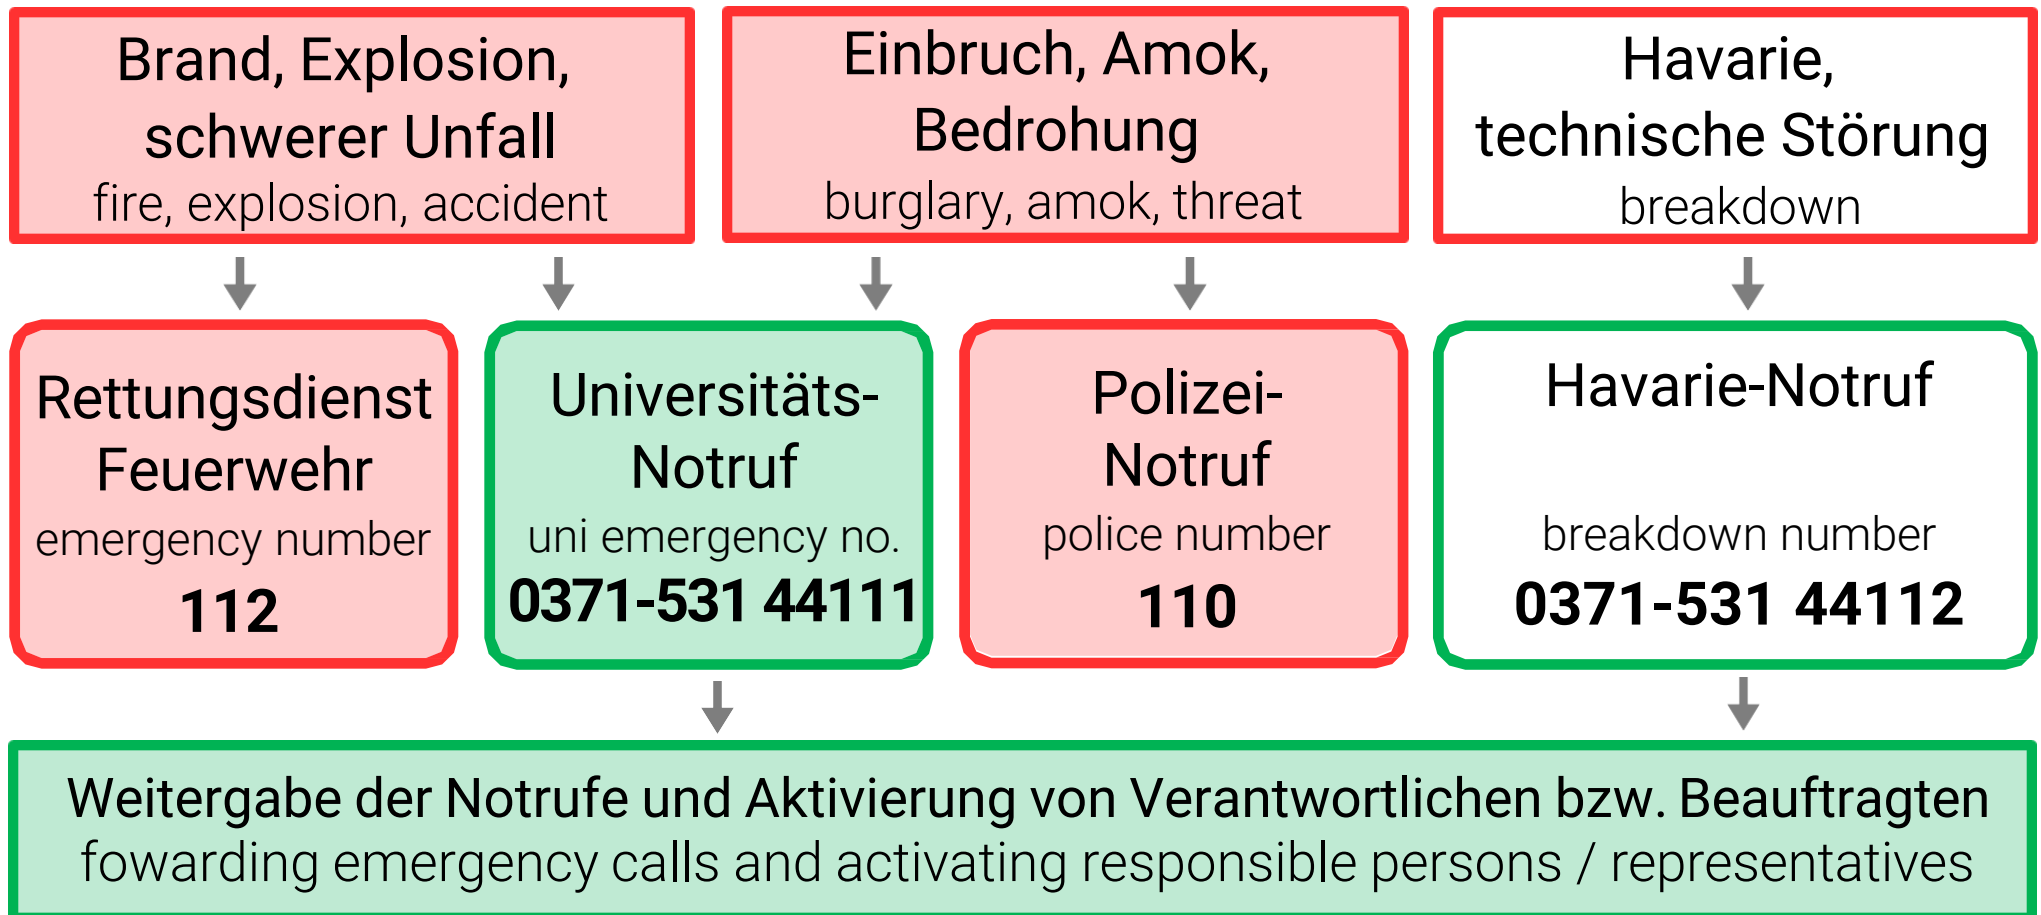 Brand, Explosion,
schwerer Unfall
fire, explosion, accident
Einbruch, Amok,
Bedrohung
burglary, amok, threat
Havarie,
technische Störung
breakdown
Rettungsdienst
Feuerwehr
emergency number
112
Universitäts-
Notruf
uni emergency no.
0371-531 44111
Polizei-
Notruf
police number
110
Havarie-Notruf
breakdown number
0371-531 44112
Weitergabe der Notrufe und Aktivierung von Verantwortlichen bzw. Beauftragten
fowarding emergency calls and activating responsible persons / representatives